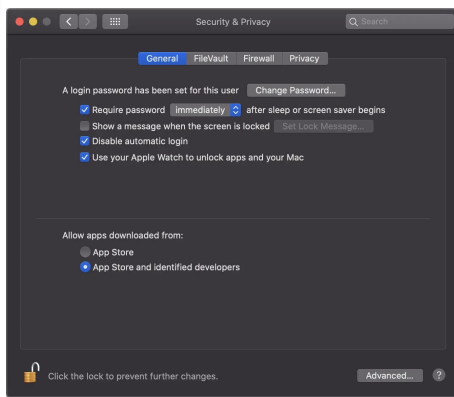 Security & Privacy
Search
General FileVault Firewall Privacy
A login password has been set for this user Change Password...
Require password immediately after sleep or screen saver begins
Show a message when the screen is locked Set Lock Message...
Disable automatic login
Use your Apple Watch to unlock apps and your Mac
Allow apps downloaded from:
App Store
App Store and identified developers
Click the lock to prevent further changes.
Advanced... ?